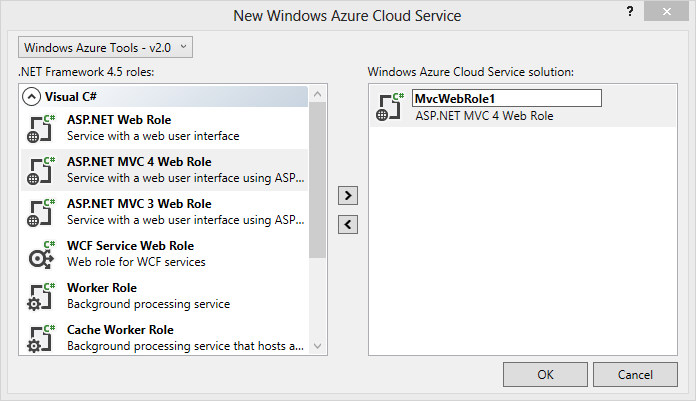 New Windows Azure Cloud Service
? x
Windows Azure Tools - v2.0
.NET Framework 4.5 roles:
Windows Azure Cloud Service solution:
Visual C#
C# ASP.NET Web Role
Service with a web user interface
C# ASP.NET MVC 4 Web Role
Service with a web user interface using ASP...
C# ASP.NET MVC 3 Web Role
Service with a web user interface using ASP...
C# WCF Service Web Role
Web role for WCF services
C# Worker Role
Background processing service
C# Cache Worker Role
Background processing service that hosts a...
>
<
C# MvcWebRole1
ASP.NET MVC 4 Web Role
OK Cancel